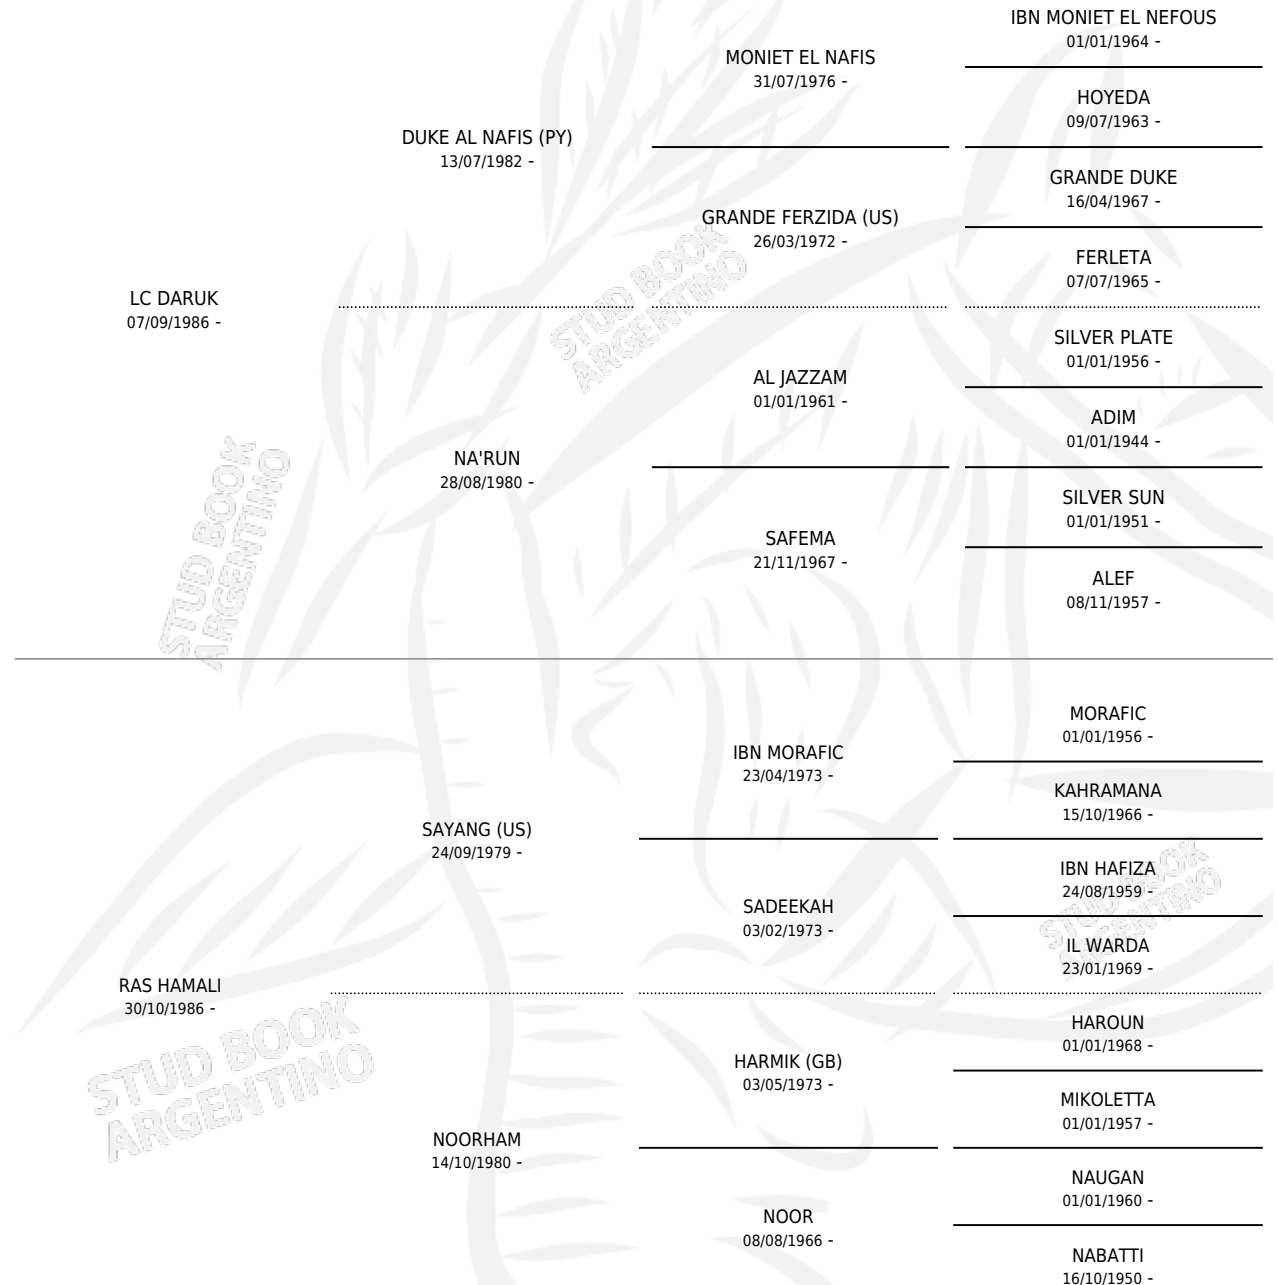 IBN MONIET EL NEFOUS
01/01/1964 -
MONIET EL NAFIS
31/07/1976 -
HOYEDA
09/07/1963 -
DUKE AL NAFIS (PY)
13/07/1982 -
GRANDE DUKE
16/04/1967 -
GRANDE FERZIDA (US)
26/03/1972 -
FERLETA
07/07/1965 -
LC DARUK
07/09/1986 -
STUD BOOK
ARGENTINO
SILVER PLATE
01/01/1956 -
AL JAZZAM
01/01/1961 -
ADIM
01/01/1944 -
NA'RUN
28/08/1980 -
SILVER SUN
01/01/1951 -
SAFEMA
21/11/1967 -
ALEF
08/11/1957 -
STUD BOOK
ARGENTINO
MORAFIC
01/01/1956 -
IBN MORAFIC
23/04/1973 -
KAHRAMANA
15/10/1966 -
SAYANG (US)
24/09/1979 -
IBN HAFIZA
24/08/1959 -
SADEEKAH
03/02/1973 -
IL WARDA
23/01/1969 -
STUD BOOK
ARGENTINO
RAS HAMALI
30/10/1986 -
STUD BOOK
ARGENTINO
HAROUN
01/01/1968 -
HARMIK (GB)
03/05/1973 -
MIKOLETTA
01/01/1957 -
NOORHAM
14/10/1980 -
NAUGAN
01/01/1960 -
NOOR
08/08/1966 -
NABATTI
16/10/1950 -